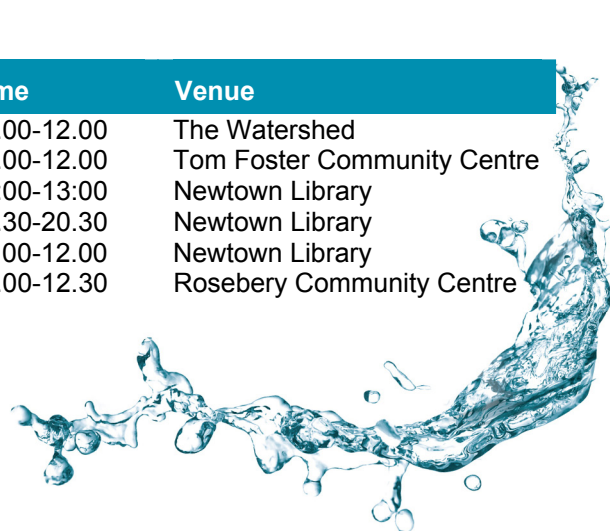 me Venue
.00-12.00 The Watershed
.00-12.00 Tom Foster Community Centre
:00-13:00 Newtown Library
.30-20.30 Newtown Library
.00-12.00 Newtown Library
.00-12.30 Rosebery Community Centre